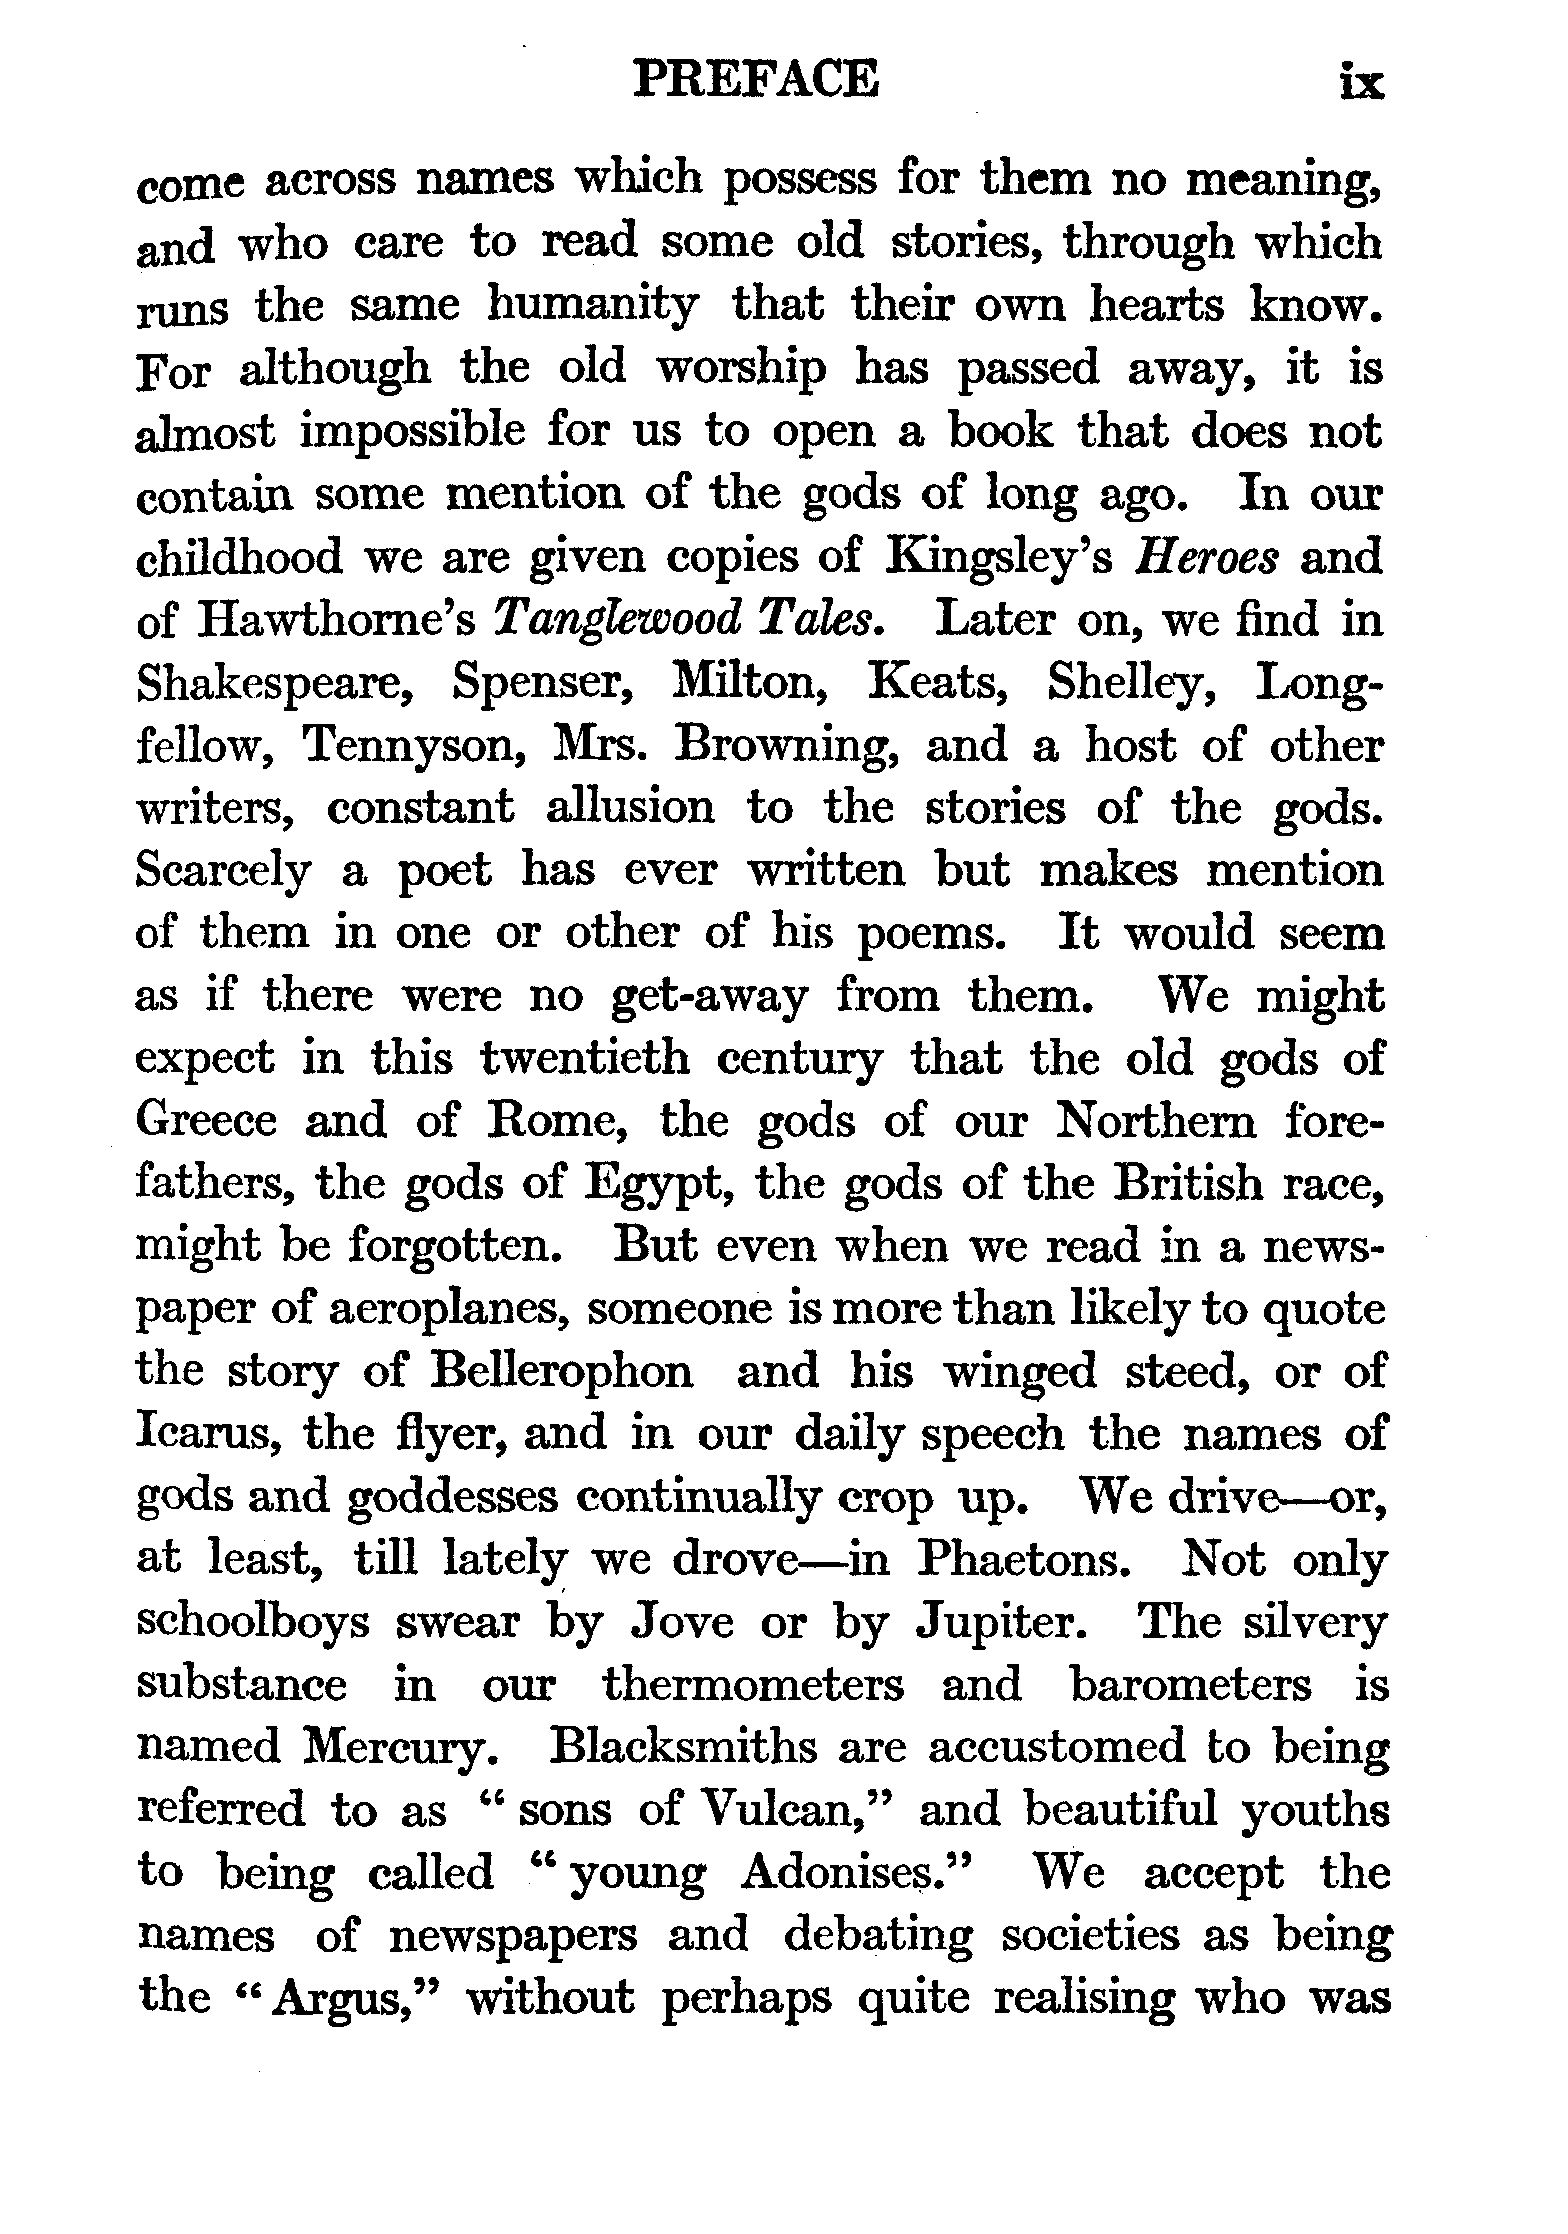 PREFACE ix
come across names which possess for them no meaning,
and who care to read some old stories, through which
runs the same humanity that their own hearts know.
For although the old worship has passed away, it is
almost impossible for us to open a book that does not
contain some mention of the gods of long ago. In our
childhood we are given copies of Kingsley's Heroes and
of Hawthorne's Tanglewood Tales. Later on, we find in
Shakespeare, Spenser, Milton, Keats, Shelley, Long-
fellow, Tennyson, Mrs. Browning, and a host of other
writers, constant allusion to the stories of the gods.
Scarcely a poet has ever written but makes mention
of them in one or other of his poems. It would seem
as if there were no get-away from them. We might
expect in this twentieth century that the old gods of
Greece and of Rome, the gods of our Northern fore-
fathers, the gods of Egypt, the gods of the British race,
might be forgotten. But even when we read in a news-
paper of aeroplanes, someone is more than likely to quote
the story of Bellerophon and his winged steed, or of
Icarus, the flyer, and in our daily speech the names of
gods and goddesses continually crop up. We drive—or,
at least, till lately we drove—in Phaetons. Not only
schoolboys swear by Jove or by Jupiter. The silvery
substance in our thermometers and barometers is
named Mercury. Blacksmiths are accustomed to being
referred to as “ sons of Vulcan,” and beautiful youths
to being called “ young Adonises.” We accept the
names of newspapers and debating societies as being
the “ Argus,” without perhaps quite realising who was